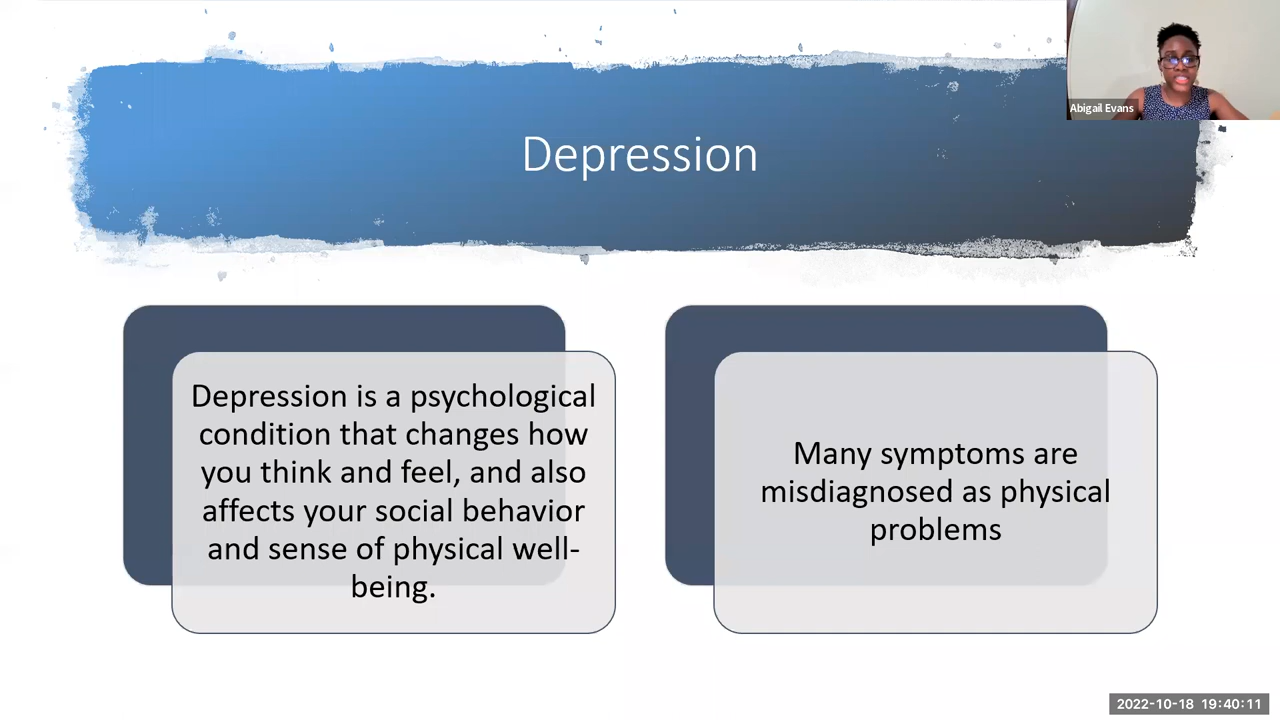 Abigail Evans
Depression
Depression is a psychological
condition that changes how
you think and feel, and also
affects your social behavior
and sense of physical well-
being.
Many symptoms are
misdiagnosed as physical
problems
2022-10-18 19:40:11